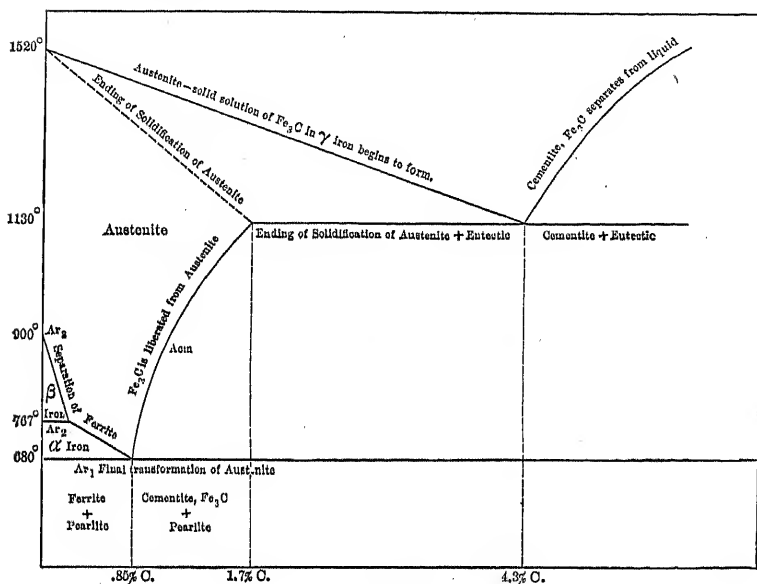 1520°
Austenite—solid solution of Fe3C in γ iron begins to form.
Ending of Solidification of Austenite
Cementite, Fe3C separates from liquid
1130°
Austenite
Ending of Solidification of Austenite + Eutectic
Cementite + Eutectic
Fe3C is liberated from Austenite
Acm
900°
Ar3
Separation of Ferrite
β
Iron
767°
Ar2
α Iron
680°
Ar1 Final transformation of Austenite
Ferrite
+
Pearlite
Cementite, Fe3C
+
Pearlite
.85% C.
1.7% C.
4.3% C.